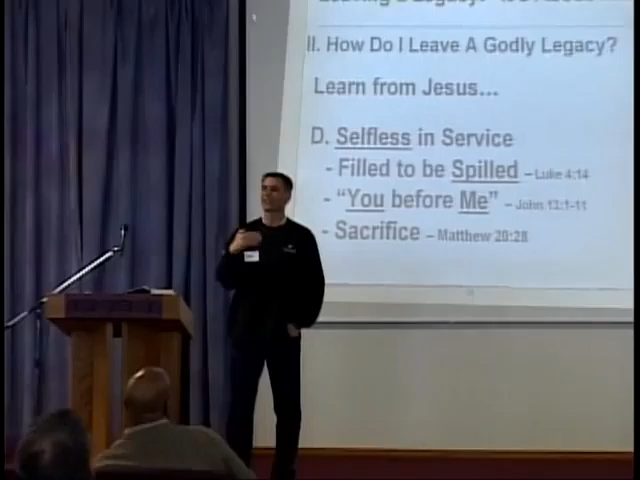 II. How Do I Leave A Godly Legacy?
Learn from Jesus...
D. Selfless in Service
- Filled to be Spilled – Luke 4:14
- “You before Me” – John 13:1-11
- Sacrifice – Matthew 20:28